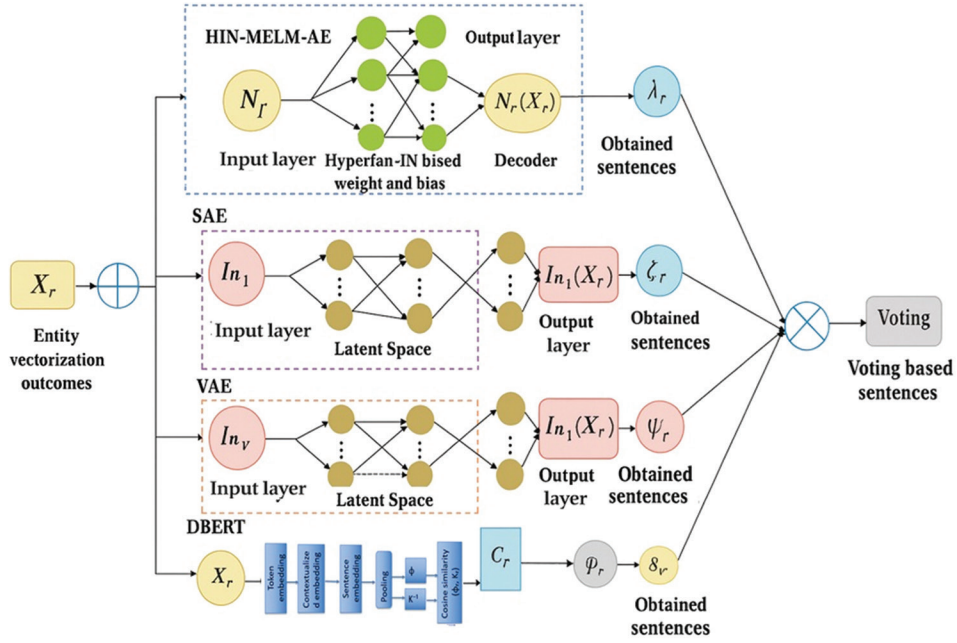 HIN-MELM-AE
Output layer
N_r
N_r(X_r)
λ_r
Input layer
Hyperfan-IN bised
weight and bias
Decoder
Obtained
sentences
SAE
X_r
Entity
vectorization
outcomes
In_1
Input layer
Latent Space
In_1(X_r)
Output
layer
ζ_r
Obtained
sentences
Voting
Voting based
sentences
VAE
In_v
Input layer
Latent Space
In_1(X_r)
Output
layer
ψ_r
Obtained
sentences
DBERT
X_r
Token
embedding
Contextualize
d embedding
Sentence
embedding
Pooling
Φ
K⁻¹
Cosine similarity
C_r
p_r
8_v
Obtained
sentences